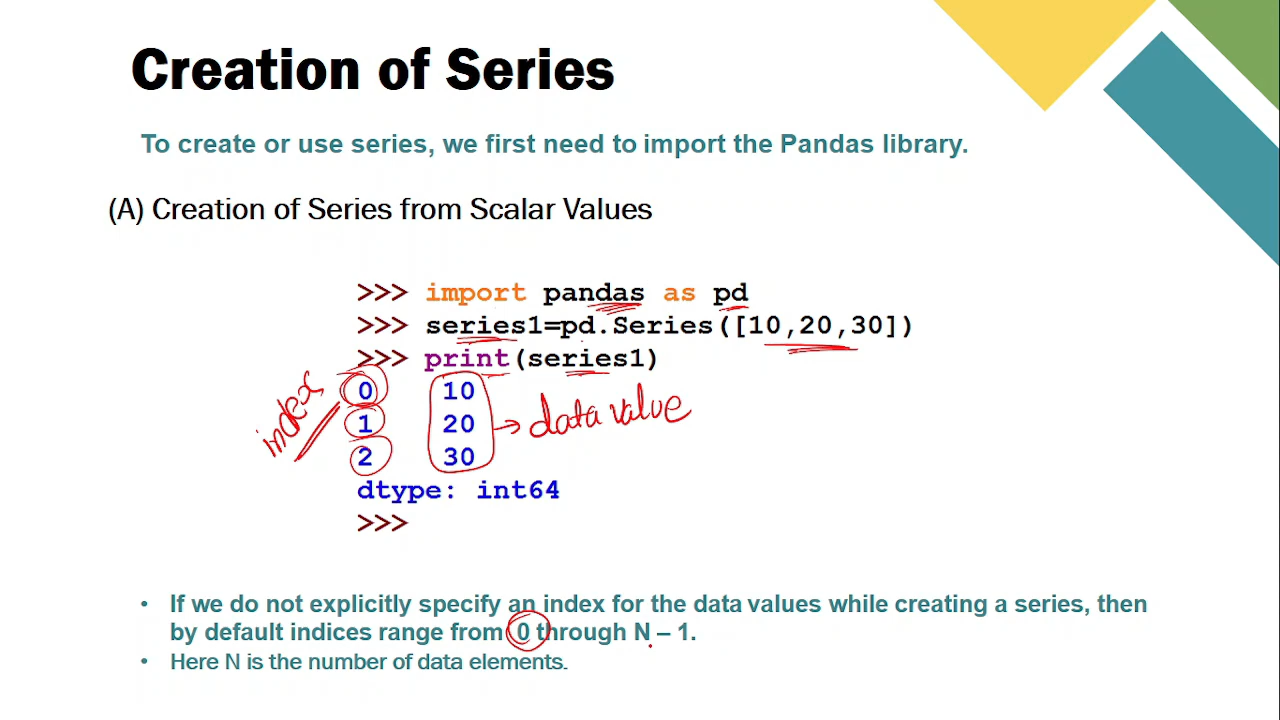 Creation of Series
To create or use series, we first need to import the Pandas library.
(A) Creation of Series from Scalar Values
>>> import pandas as pd
>>> series1=pd.Series([10,20,30])
>>> print(series1)
0 10
1 20
2 30
index
data value
dtype: int64
>>>
• If we do not explicitly specify an index for the data values while creating a series, then
by default indices range from 0 through N – 1.
• Here N is the number of data elements.